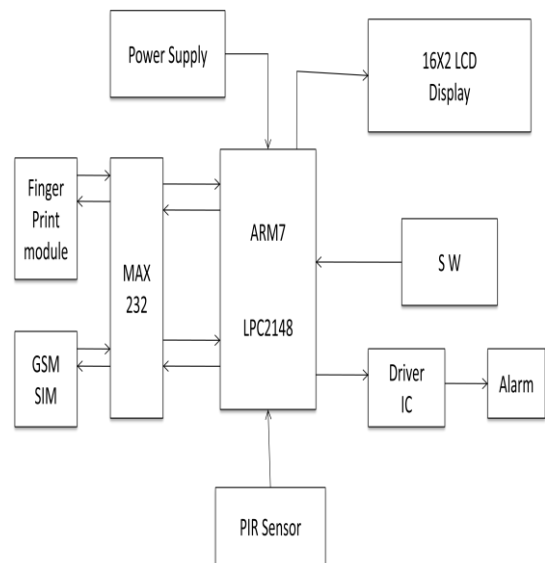 Power Supply
16X2 LCD
Display
Finger
Print
module
MAX
232
ARM7
LPC2148
S W
GSM
SIM
Driver
IC
Alarm
PIR Sensor